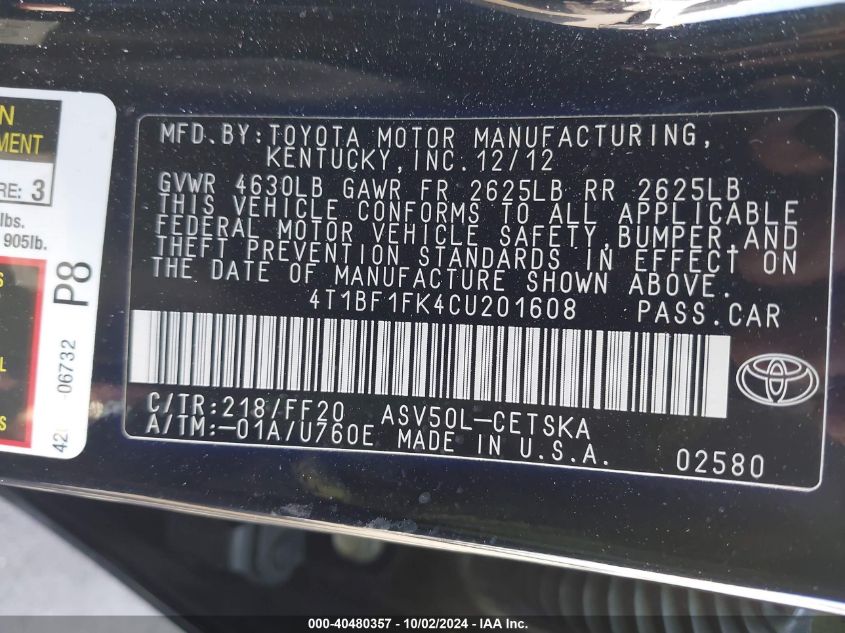 N
MENT
RE: 3
lbs.
905lb.
S
L
S
P8
06732
MFD.BY:TOYOTA MOTOR MANUFACTURING,
KENTUCKY,INC.12/12
GVWR 4630LB GAWR FR 2625LB RR 2625LB
THIS VEHICLE CONFORMS TO ALL APPLICABLE
FEDERAL MOTOR VEHICLE SAFETY,BUMPER,AND
THEFT PREVENTION STANDARDS IN EFFECT ON
THE DATE OF MANUFACTURE SHOWN ABOVE.
4T1BF1FK4CU201608 PASS.CAR
C/TR:218/FF20 ASV50L-CETSKA
A/TM:-01A/U760E MADE IN U.S.A. 02580
000-40480357 - 10/02/2024 - IAA Inc.